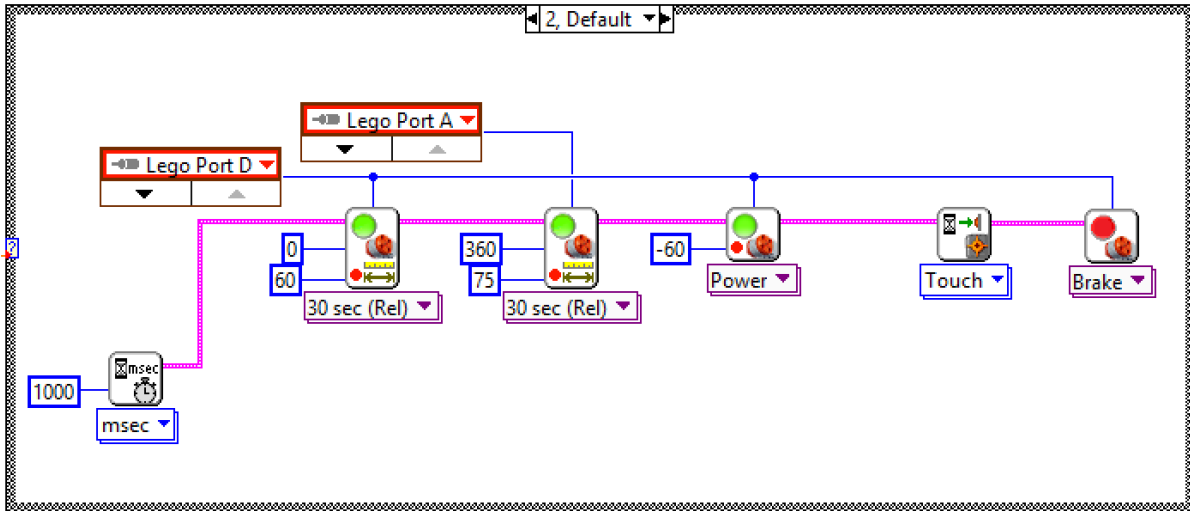 2, Default
Lego Port A
Lego Port D
0
60
30 sec (Rel)
360
75
30 sec (Rel)
-60
Power
Touch
Brake
?
msec
1000
msec